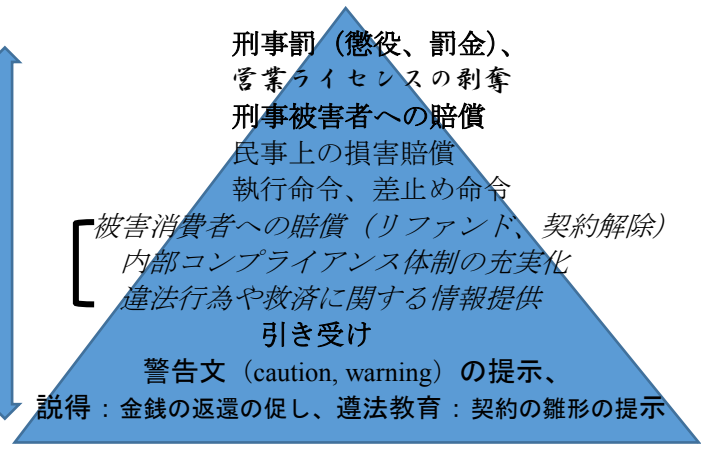 刑事罰（懲役、罰金）、
営業ライセンスの剥奪
刑事被害者への賠償
民事上の損害賠償
執行命令、差止め命令
被害消費者への賠償（リファンド、契約解除）
内部コンプライアンス体制の充実化
違法行為や救済に関する情報提供
引き受け
警告文（caution, warning）の提示、
説得：金銭の返還の促し、遵法教育：契約の雛形の提示